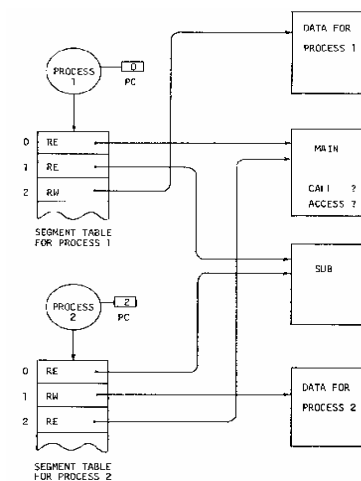 DATA FOR
PROCESS 1
PROCESS
1
0
PC
0 RE
1 RE
2 RW
SEGMENT TABLE
FOR PROCESS 1
MAIN
CALL ?
ACCESS ?
SUB
PROCESS
2
2
PC
0 RE
1 RW
2 RE
SEGMENT TABLE
FOR PROCESS 2
DATA FOR
PROCESS 2